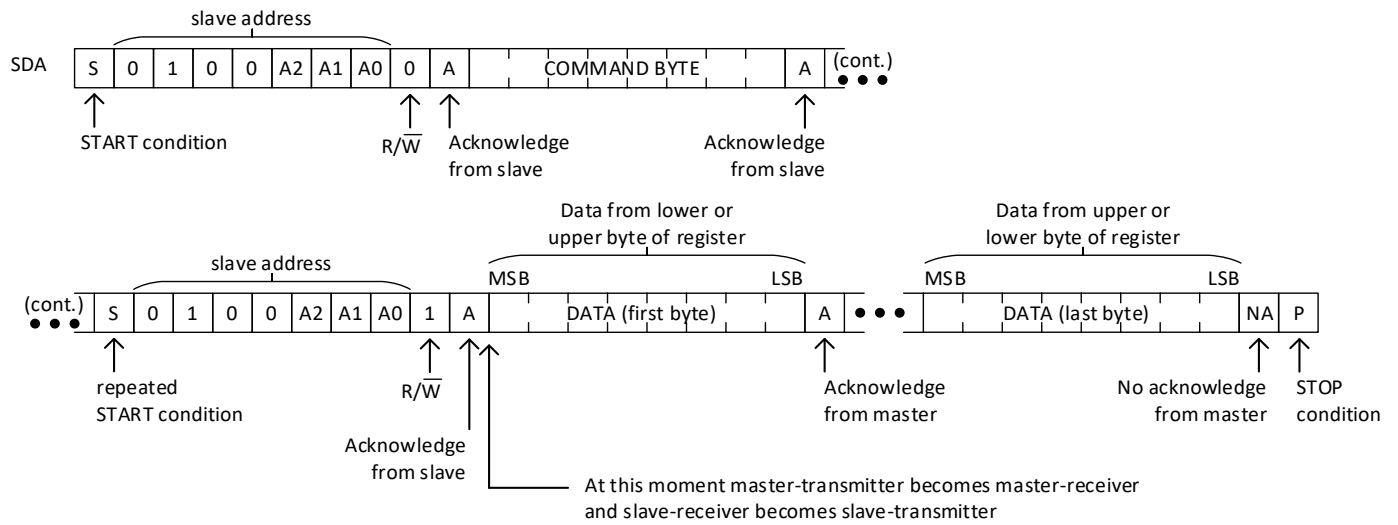 slave address
SDA S 0 1 0 0 A2 A1 A0 0 A COMMAND BYTE A (cont.)
START condition R/W̅ Acknowledge Acknowledge
from slave from slave
Data from lower or Data from upper or
upper byte of register lower byte of register
slave address
MSB LSB MSB LSB
(cont.) S 0 1 0 0 A2 A1 A0 1 A DATA (first byte) A DATA (last byte) NA P
repeated R/W̅ Acknowledge No acknowledge STOP
START condition from master from master condition
Acknowledge
from slave
At this moment master-transmitter becomes master-receiver
and slave-receiver becomes slave-transmitter